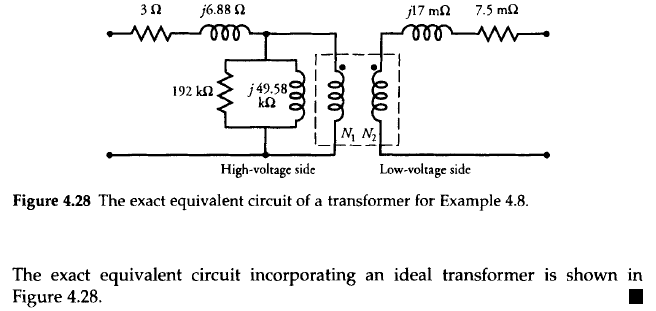 3 Ω j6.88 Ω j17 mΩ 7.5 mΩ
192 kΩ j49.58 kΩ
N₁ N₂
High-voltage side Low-voltage side
Figure 4.28 The exact equivalent circuit of a transformer for Example 4.8.
The exact equivalent circuit incorporating an ideal transformer is shown in
Figure 4.28.